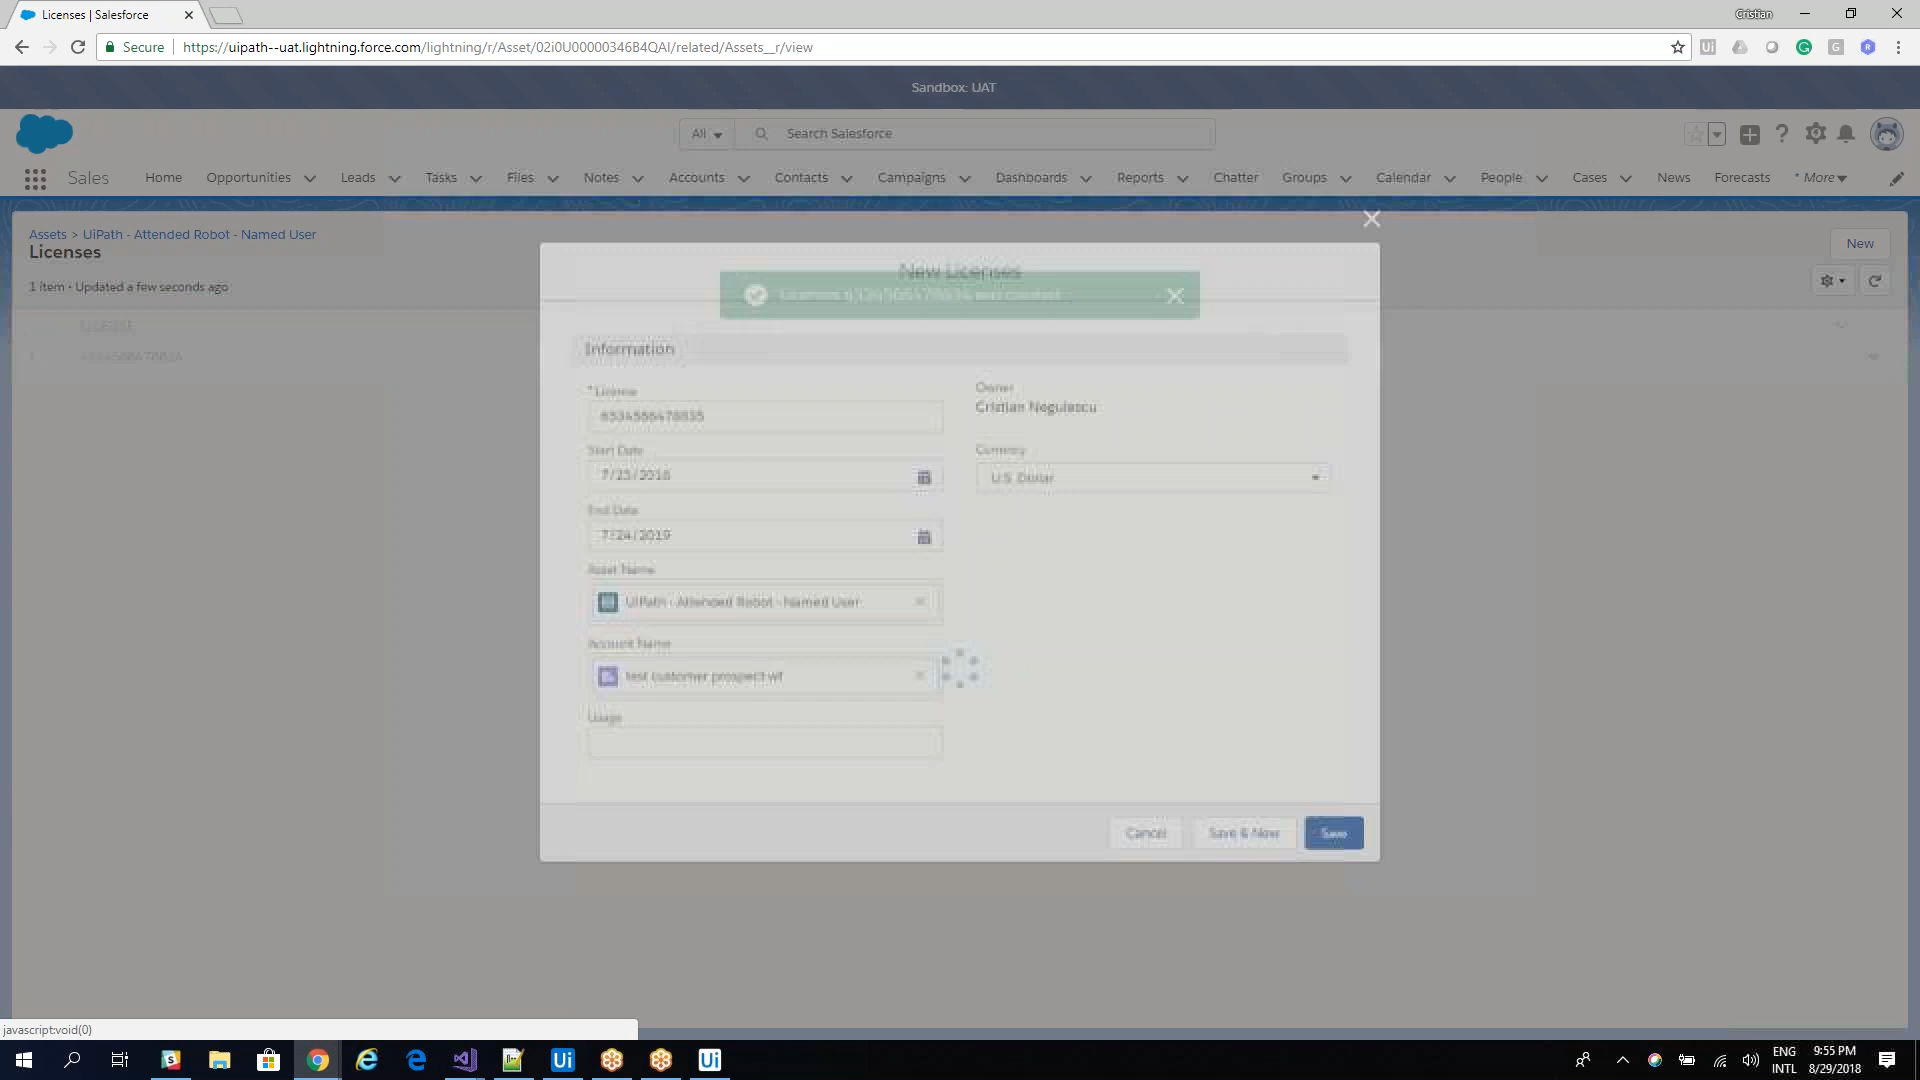 Licenses | Salesforce
Cristian
Secure
https://uipath--uat.lightning.force.com/lightning/r/Asset/02i0U00000346B4QAI/related/Assets__r/view
Sandbox: UAT
All
Search Salesforce
Sales
Home
Opportunities
Leads
Tasks
Files
Notes
Accounts
Contacts
Campaigns
Dashboards
Reports
Chatter
Groups
Calendar
People
Cases
News
Forecasts
* More
Assets > UiPath - Attended Robot - Named User
Licenses
New
1 item • Updated a few seconds ago
LICENSE
1
New Licenses
was created
Information
* License
6534566478635
Owner
Cristian Negulescu
Start Date
7/23/2018
Currency
U.S. Dollar
End Date
7/24/2019
Asset Name
UiPath - Attended Robot - Named User
Account Name
test customer prospect wf
Usage
Cancel
Save & New
Save
javascript:void(0)
ENG
INTL
9:55 PM
8/29/2018